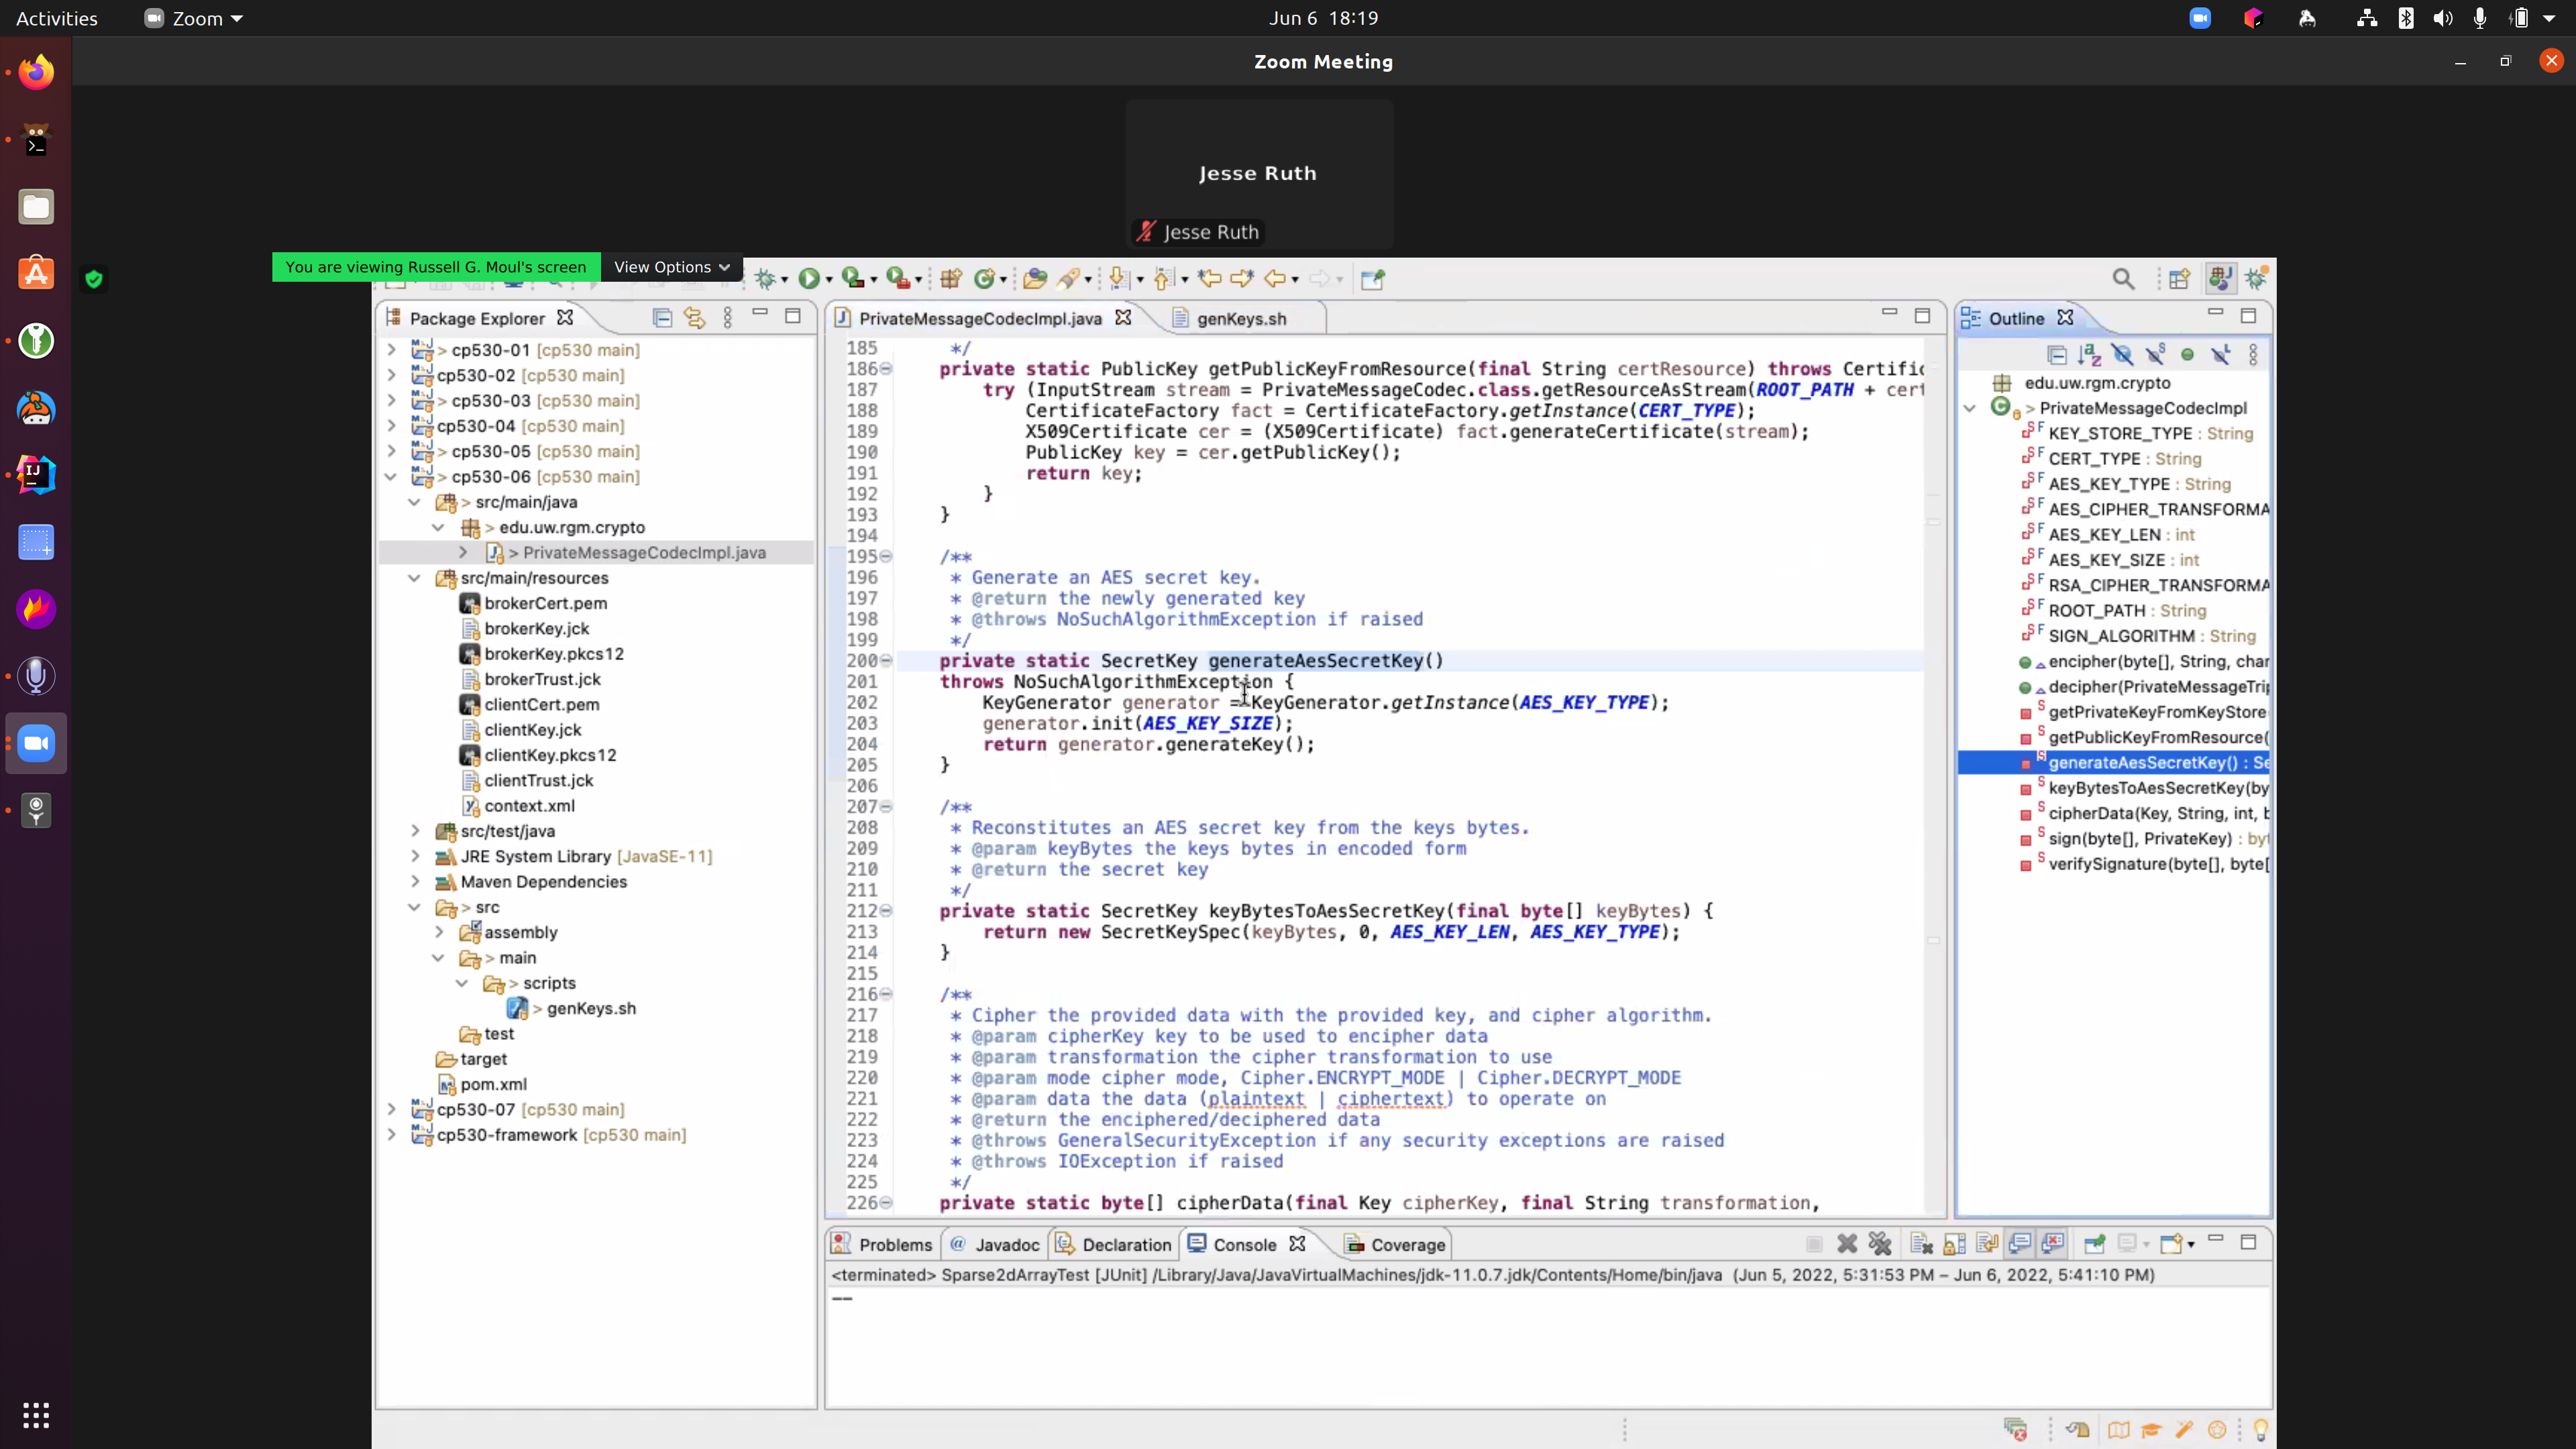 Activities
Zoom
Jun 6 18:19
Zoom Meeting
Jesse Ruth
Jesse Ruth
You are viewing Russell G. Moul's screen
View Options
Package Explorer
> cp530-01 [cp530 main]
cp530-02 [cp530 main]
> cp530-03 [cp530 main]
cp530-04 [cp530 main]
> cp530-05 [cp530 main]
> cp530-06 [cp530 main]
> src/main/java
> edu.uw.rgm.crypto
> PrivateMessageCodecImpl.java
src/main/resources
brokerCert.pem
brokerKey.jck
brokerKey.pkcs12
brokerTrust.jck
clientCert.pem
clientKey.jck
clientKey.pkcs12
clientTrust.jck
context.xml
src/test/java
JRE System Library [JavaSE-11]
Maven Dependencies
> src
assembly
> main
> scripts
> genKeys.sh
test
target
pom.xml
cp530-07 [cp530 main]
cp530-framework [cp530 main]
PrivateMessageCodecImpl.java
genKeys.sh
185 */
186 private static PublicKey getPublicKeyFromResource(final String certResource) throws Certific
187 try (InputStream stream = PrivateMessageCodec.class.getResourceAsStream(ROOT_PATH + cert
188 CertificateFactory fact = CertificateFactory.getInstance(CERT_TYPE);
189 X509Certificate cer = (X509Certificate) fact.generateCertificate(stream);
190 PublicKey key = cer.getPublicKey();
191 return key;
192 }
193 }
194
195 /**
196 * Generate an AES secret key.
197 * @return the newly generated key
198 * @throws NoSuchAlgorithmException if raised
199 */
200 private static SecretKey generateAesSecretKey()
201 throws NoSuchAlgorithmException {
202 KeyGenerator generator = KeyGenerator.getInstance(AES_KEY_TYPE);
203 generator.init(AES_KEY_SIZE);
204 return generator.generateKey();
205 }
206
207 /**
208 * Reconstitutes an AES secret key from the keys bytes.
209 * @param keyBytes the keys bytes in encoded form
210 * @return the secret key
211 */
212 private static SecretKey keyBytesToAesSecretKey(final byte[] keyBytes) {
213 return new SecretKeySpec(keyBytes, 0, AES_KEY_LEN, AES_KEY_TYPE);
214 }
215
216 /**
217 * Cipher the provided data with the provided key, and cipher algorithm.
218 * @param cipherKey key to be used to encipher data
219 * @param transformation the cipher transformation to use
220 * @param mode cipher mode, Cipher.ENCRYPT_MODE | Cipher.DECRYPT_MODE
221 * @param data the data (plaintext | ciphertext) to operate on
222 * @return the enciphered/deciphered data
223 * @throws GeneralSecurityException if any security exceptions are raised
224 * @throws IOException if raised
225 */
226 private static byte[] cipherData(final Key cipherKey, final String transformation,
Outline
edu.uw.rgm.crypto
> PrivateMessageCodecImpl
KEY_STORE_TYPE : String
CERT_TYPE : String
AES_KEY_TYPE : String
AES_CIPHER_TRANSFORMA
AES_KEY_LEN : int
AES_KEY_SIZE : int
RSA_CIPHER_TRANSFORMA
ROOT_PATH : String
SIGN_ALGORITHM : String
encipher(byte[], String, char
decipher(PrivateMessageTrip
getPrivateKeyFromKeyStore
getPublicKeyFromResource(
generateAesSecretKey() : Se
keyBytesToAesSecretKey(by
cipherData(Key, String, int, b
sign(byte[], PrivateKey) : byt
verifySignature(byte[], byte[
Problems
Javadoc
Declaration
Console
Coverage
<terminated> Sparse2dArrayTest [JUnit] /Library/Java/JavaVirtualMachines/jdk-11.0.7.jdk/Contents/Home/bin/java (Jun 5, 2022, 5:31:53 PM – Jun 6, 2022, 5:41:10 PM)
--